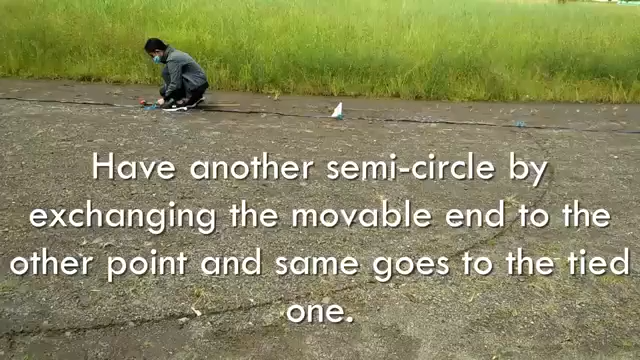 Have another semi-circle by
exchanging the movable end to the
other point and same goes to the tied
one.